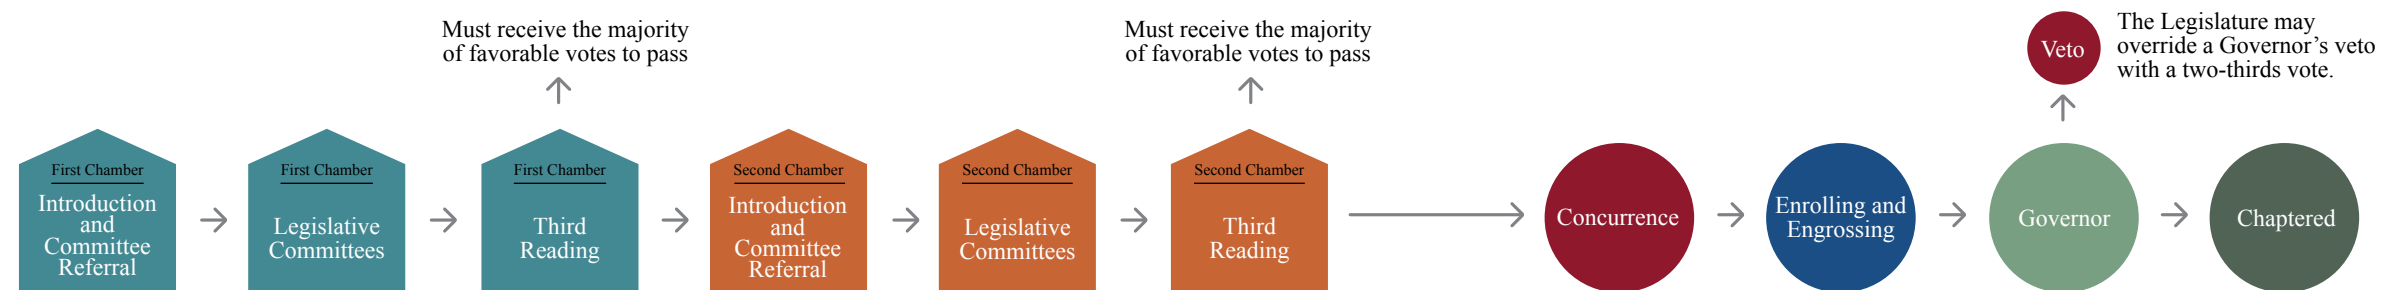 Must receive the majority
of favorable votes to pass
Must receive the majority
of favorable votes to pass
Veto
The Legislature may
override a Governor’s veto
with a two-thirds vote.
First Chamber
Introduction
and
Committee
Referral
First Chamber
Legislative
Committees
First Chamber
Third
Reading
Second Chamber
Introduction
and
Committee
Referral
Second Chamber
Legislative
Committees
Second Chamber
Third
Reading
Concurrence
Enrolling and
Engrossing
Governor
Chaptered